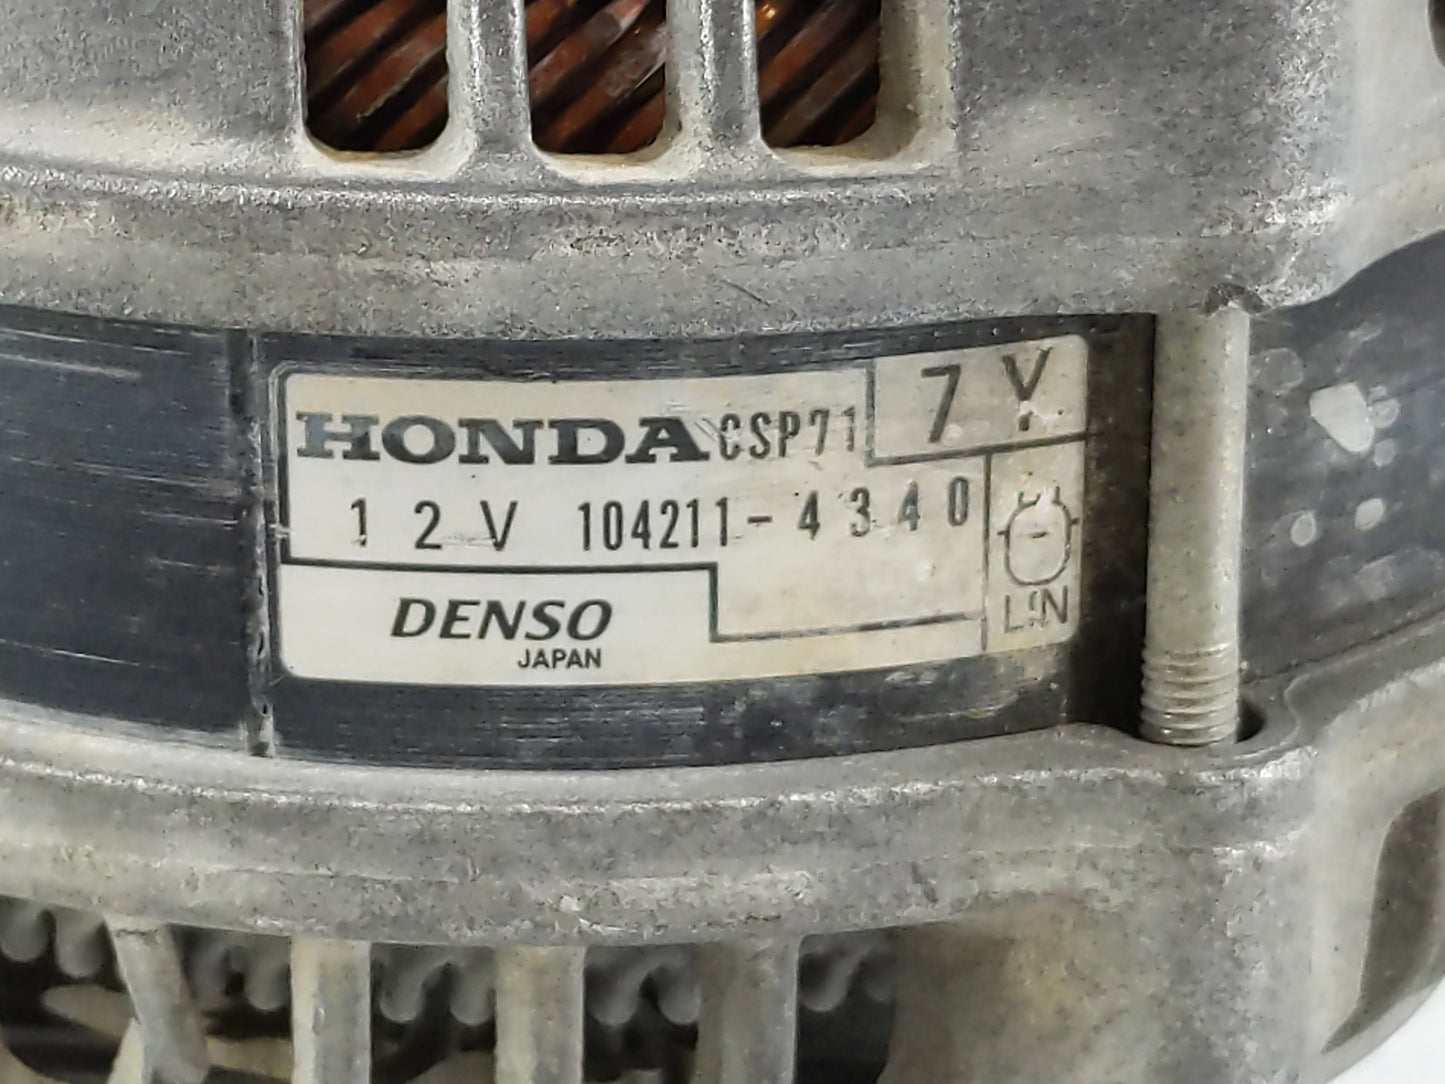 HONDA CSP71 7Y
12V 104211-4340
DENSO
JAPAN
LIN